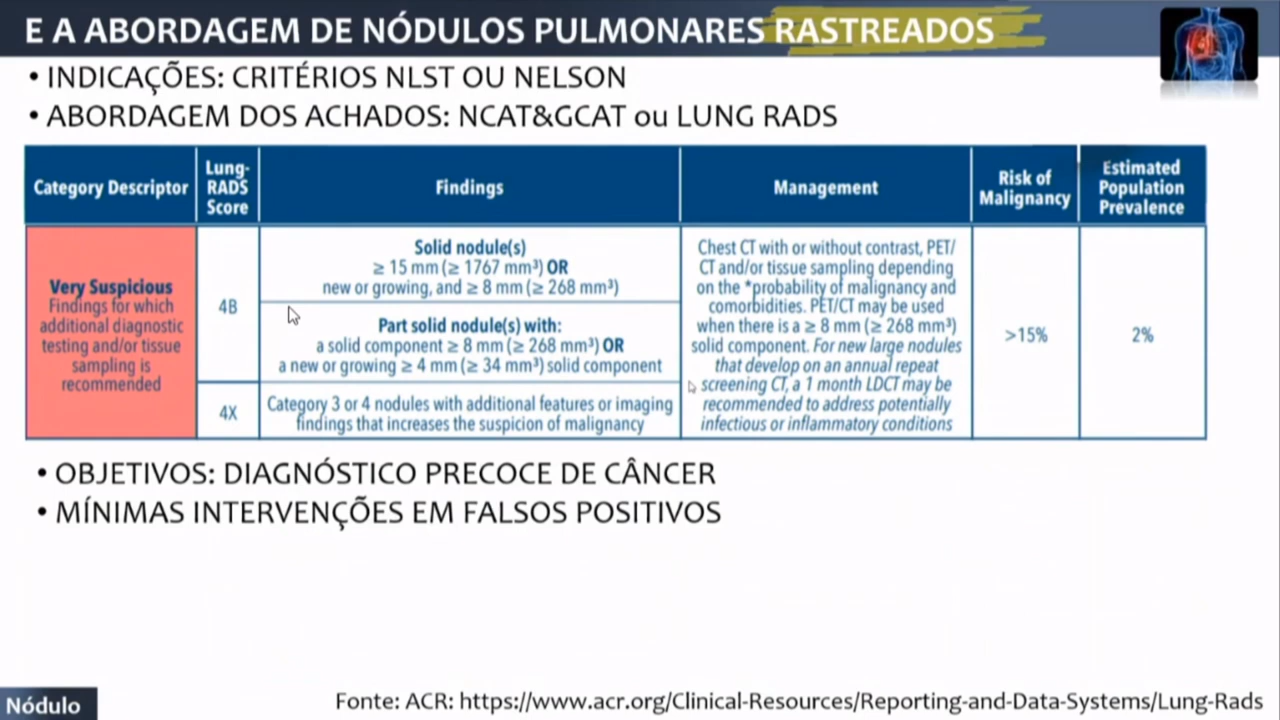 E A ABORDAGEM DE NÓDULOS PULMONARES RASTREADOS
• INDICAÇÕES: CRITÉRIOS NLST OU NELSON
• ABORDAGEM DOS ACHADOS: NCAT&GCAT ou LUNG RADS
Category Descriptor
Lung-
RADS
Score
Findings
Management
Risk of
Malignancy
Estimated
Population
Prevalence
Very Suspicious
Findings for which
additional diagnostic
testing and/or tissue
sampling is
recommended
4B
Solid nodule(s)
≥ 15 mm (≥ 1767 mm³) OR
new or growing, and ≥ 8 mm (≥ 268 mm³)
Part solid nodule(s) with:
a solid component ≥ 8 mm (≥ 268 mm³) OR
a new or growing ≥ 4 mm (≥ 34 mm³) solid component
4X
Category 3 or 4 nodules with additional features or imaging
findings that increases the suspicion of malignancy
Chest CT with or without contrast, PET/
CT and/or tissue sampling depending
on the *probability of malignancy and
comorbidities. PET/CT may be used
when there is a ≥ 8 mm (≥ 268 mm³)
solid component. For new large nodules
that develop on an annual repeat
screening CT, a 1 month LDCT may be
recommended to address potentially
infectious or inflammatory conditions
>15%
2%
• OBJETIVOS: DIAGNÓSTICO PRECOCE DE CÂNCER
• MÍNIMAS INTERVENÇÕES EM FALSOS POSITIVOS
Nódulo
Fonte: ACR: https://www.acr.org/Clinical-Resources/Reporting-and-Data-Systems/Lung-Rads